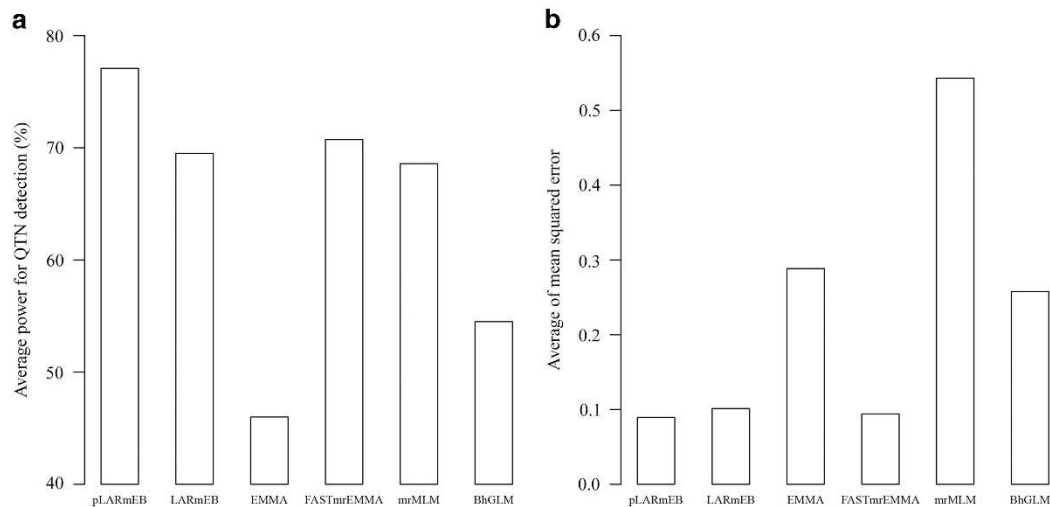 a
Average power for QTN detection (%)
80
70
60
50
40
pLARmEB LARmEB EMMA FASTmrEMMA mrMLM BhGLM
b
Average of mean squared error
0.6
0.5
0.4
0.3
0.2
0.1
0.0
pLARmEB LARmEB EMMA FASTmrEMMA mrMLM BhGLM